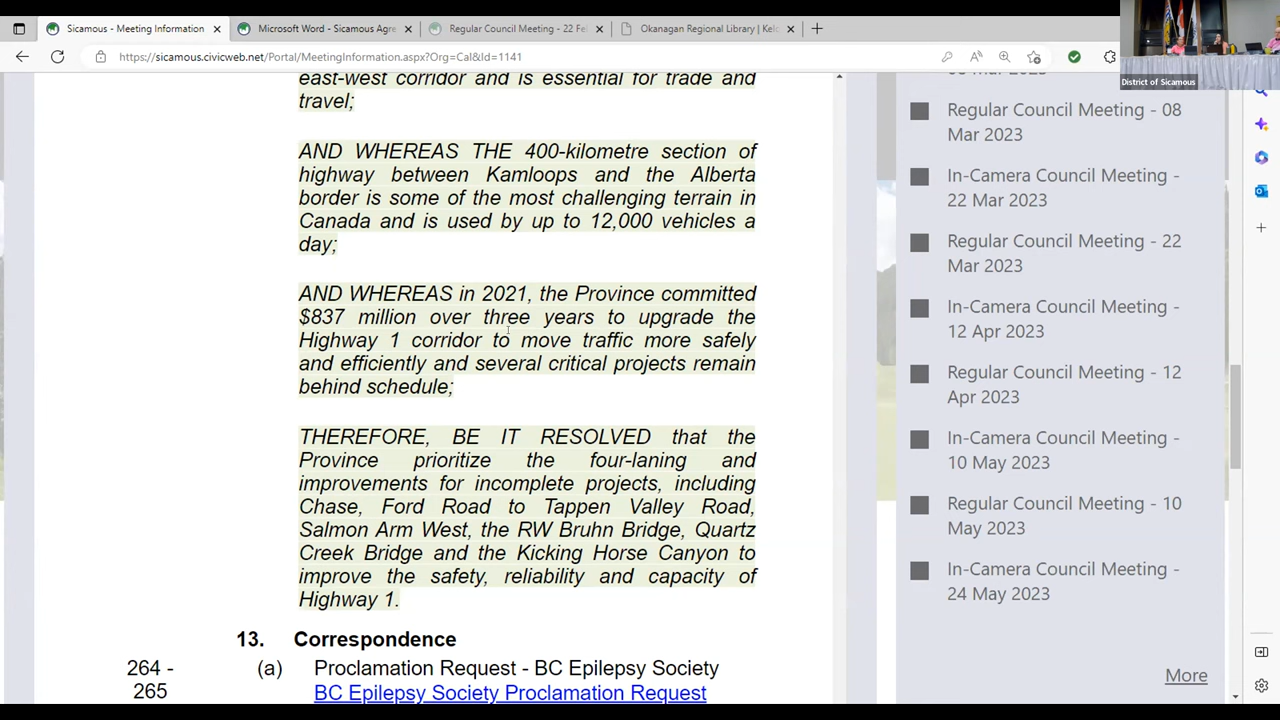 Sicamous - Meeting Information
Microsoft Word - Sicamous Agre
Regular Council Meeting - 22 Fel
Okanagan Regional Library | Kelo
https://sicamous.civicweb.net/Portal/MeetingInformation.aspx?Org=Cal&Id=1141
District of Sicamous
east-west corridor and is essential for trade and
travel;
AND WHEREAS THE 400-kilometre section of
highway between Kamloops and the Alberta
border is some of the most challenging terrain in
Canada and is used by up to 12,000 vehicles a
day;
AND WHEREAS in 2021, the Province committed
$837 million over three years to upgrade the
Highway 1 corridor to move traffic more safely
and efficiently and several critical projects remain
behind schedule;
THEREFORE, BE IT RESOLVED that the
Province prioritize the four-laning and
improvements for incomplete projects, including
Chase, Ford Road to Tappen Valley Road,
Salmon Arm West, the RW Bruhn Bridge, Quartz
Creek Bridge and the Kicking Horse Canyon to
improve the safety, reliability and capacity of
Highway 1.
13. Correspondence
264 - (a) Proclamation Request - BC Epilepsy Society
265 BC Epilepsy Society Proclamation Request
08 Mar 2023
Regular Council Meeting - 08
Mar 2023
In-Camera Council Meeting -
22 Mar 2023
Regular Council Meeting - 22
Mar 2023
In-Camera Council Meeting -
12 Apr 2023
Regular Council Meeting - 12
Apr 2023
In-Camera Council Meeting -
10 May 2023
Regular Council Meeting - 10
May 2023
In-Camera Council Meeting -
24 May 2023
More